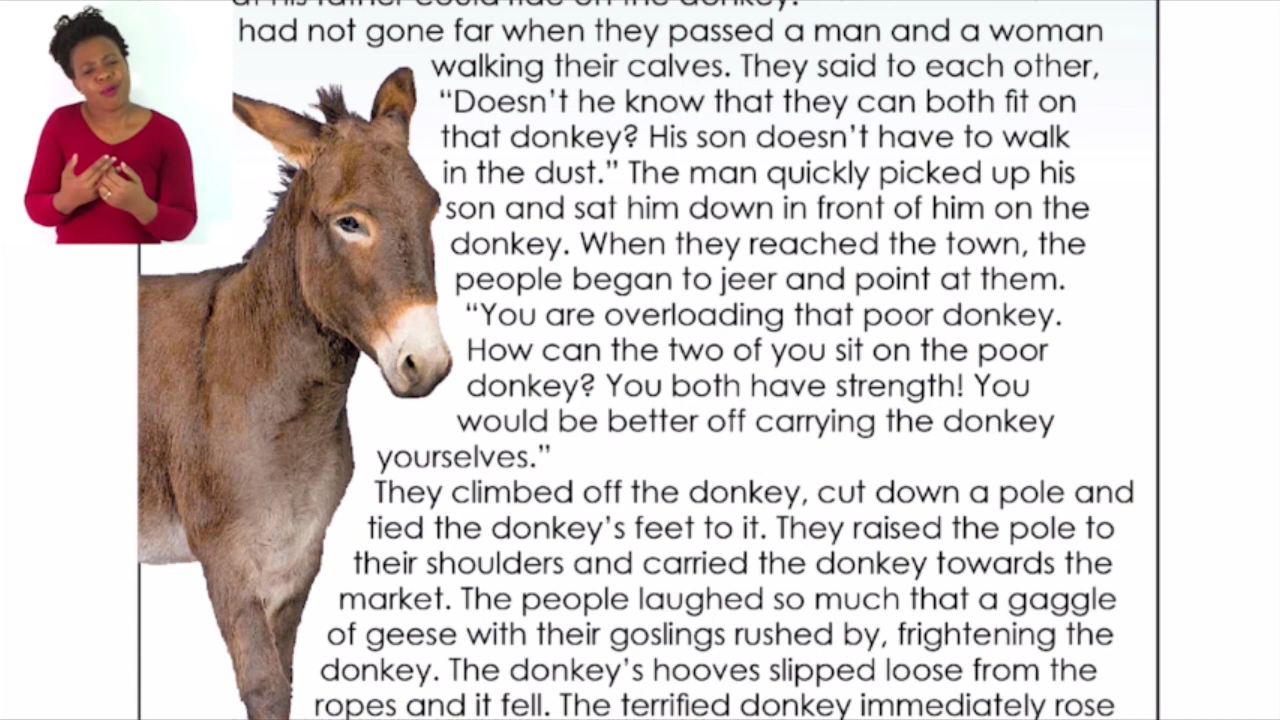 at his father could ride on the donkey.
had not gone far when they passed a man and a woman
walking their calves. They said to each other,
“Doesn’t he know that they can both fit on
that donkey? His son doesn’t have to walk
in the dust.” The man quickly picked up his
son and sat him down in front of him on the
donkey. When they reached the town, the
people began to jeer and point at them.
“You are overloading that poor donkey.
How can the two of you sit on the poor
donkey? You both have strength! You
would be better off carrying the donkey
yourselves.”
They climbed off the donkey, cut down a pole and
tied the donkey’s feet to it. They raised the pole to
their shoulders and carried the donkey towards the
market. The people laughed so much that a gaggle
of geese with their goslings rushed by, frightening the
donkey. The donkey’s hooves slipped loose from the
ropes and it fell. The terrified donkey immediately rose